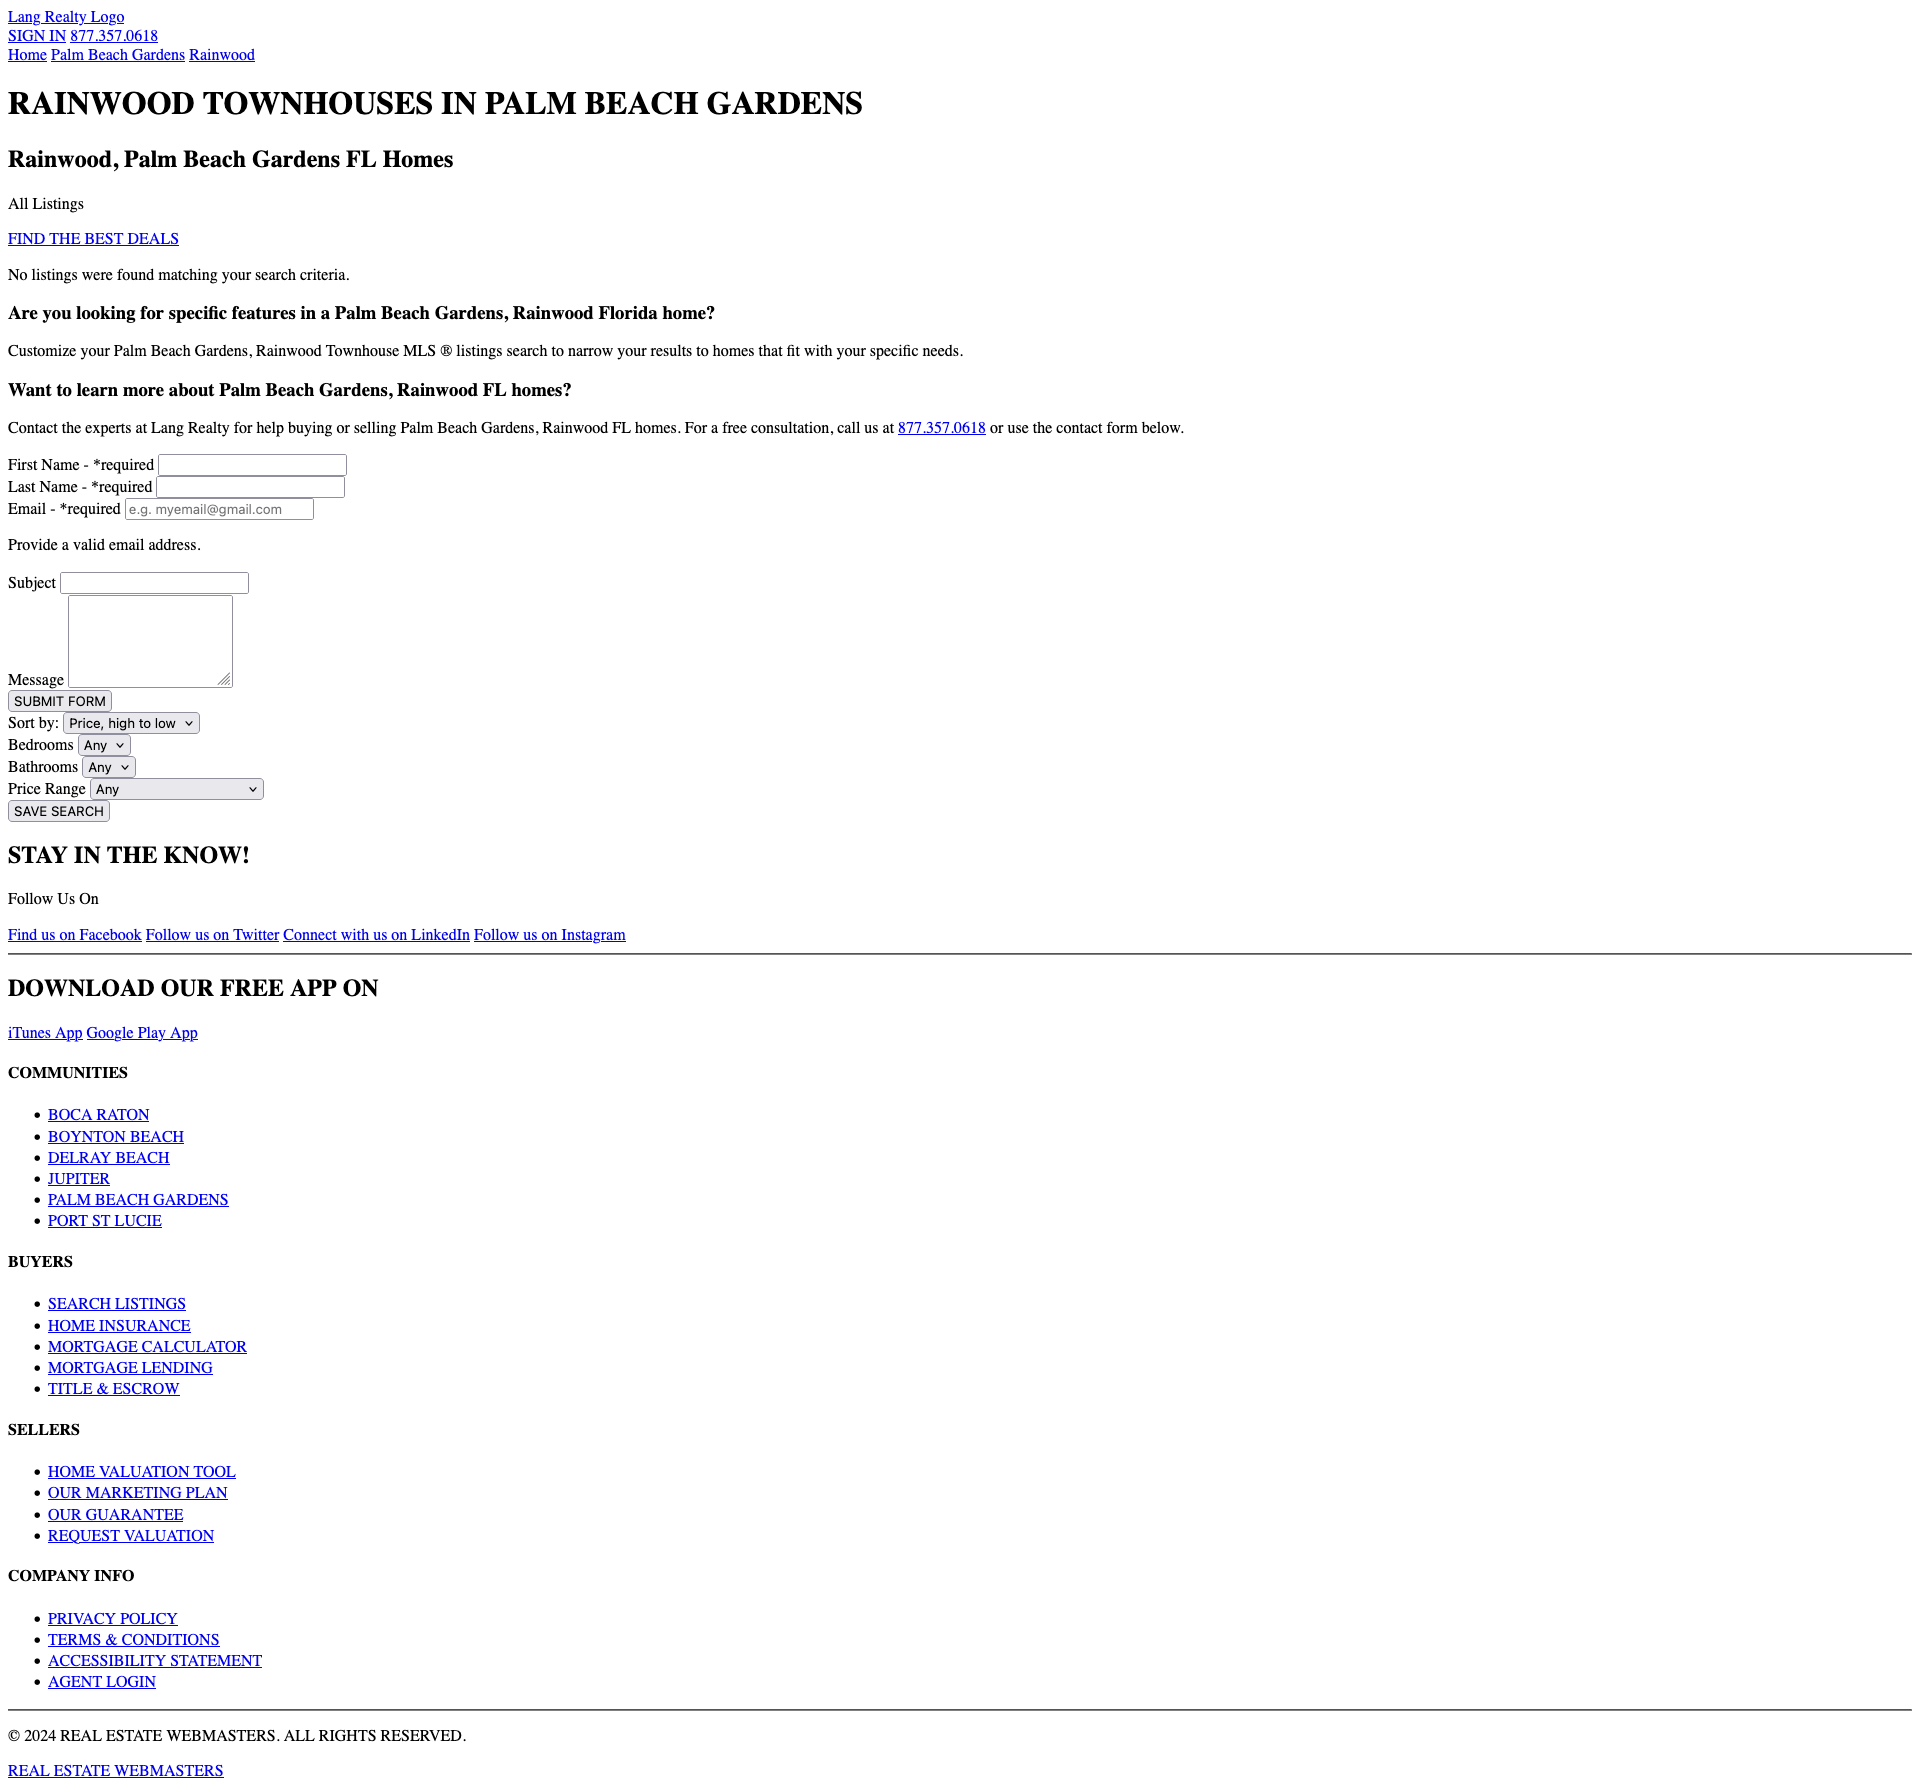 Lang Realty Logo
SIGN IN 877.357.0618
Home Palm Beach Gardens Rainwood
RAINWOOD TOWNHOUSES IN PALM BEACH GARDENS
Rainwood, Palm Beach Gardens FL Homes
All Listings
FIND THE BEST DEALS
No listings were found matching your search criteria.
Are you looking for specific features in a Palm Beach Gardens, Rainwood Florida home?
Customize your Palm Beach Gardens, Rainwood Townhouse MLS ® listings search to narrow your results to homes that fit with your specific needs.
Want to learn more about Palm Beach Gardens, Rainwood FL homes?
Contact the experts at Lang Realty for help buying or selling Palm Beach Gardens, Rainwood FL homes. For a free consultation, call us at 877.357.0618 or use the contact form below.
First Name - *required
Last Name - *required
Email - *required e.g. myemail@gmail.com
Provide a valid email address.
Subject
Message
SUBMIT FORM
Sort by: Price, high to low
Bedrooms Any
Bathrooms Any
Price Range Any
SAVE SEARCH
STAY IN THE KNOW!
Follow Us On
Find us on Facebook Follow us on Twitter Connect with us on LinkedIn Follow us on Instagram
DOWNLOAD OUR FREE APP ON
iTunes App Google Play App
COMMUNITIES
• BOCA RATON
• BOYNTON BEACH
• DELRAY BEACH
• JUPITER
• PALM BEACH GARDENS
• PORT ST LUCIE
BUYERS
• SEARCH LISTINGS
• HOME INSURANCE
• MORTGAGE CALCULATOR
• MORTGAGE LENDING
• TITLE & ESCROW
SELLERS
• HOME VALUATION TOOL
• OUR MARKETING PLAN
• OUR GUARANTEE
• REQUEST VALUATION
COMPANY INFO
• PRIVACY POLICY
• TERMS & CONDITIONS
• ACCESSIBILITY STATEMENT
• AGENT LOGIN
© 2024 REAL ESTATE WEBMASTERS. ALL RIGHTS RESERVED.
REAL ESTATE WEBMASTERS